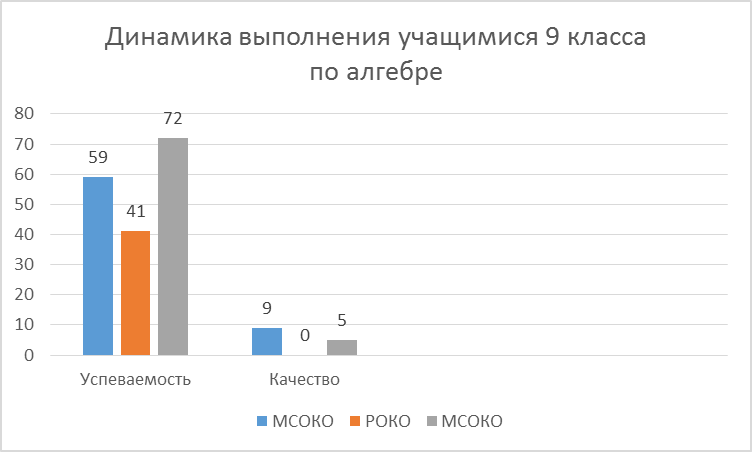 Динамика выполнения учащимися 9 класса
по алгебре
80
70
60
50
40
30
20
10
0
59
41
72
9
0
5
Успеваемость
Качество
МСОКО
РОКО
МСОКО